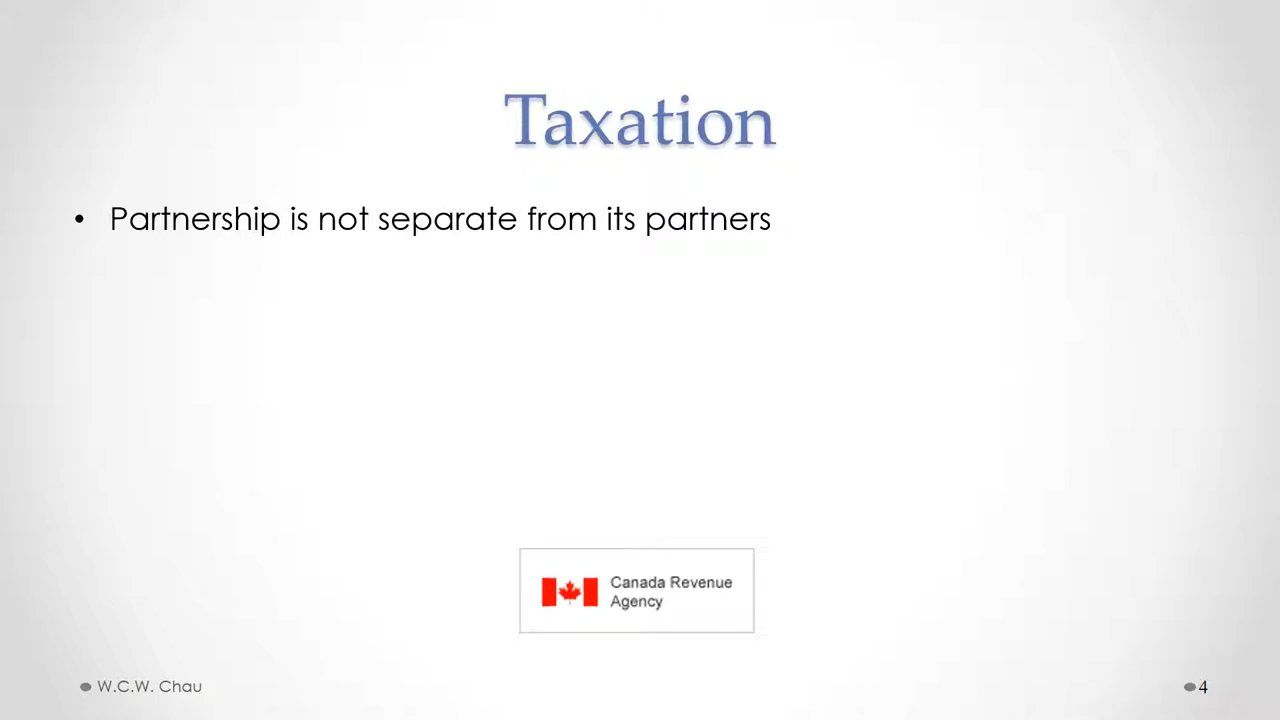 Taxation
• Partnership is not separate from its partners
Canada Revenue
Agency
W.C.W. Chau
4